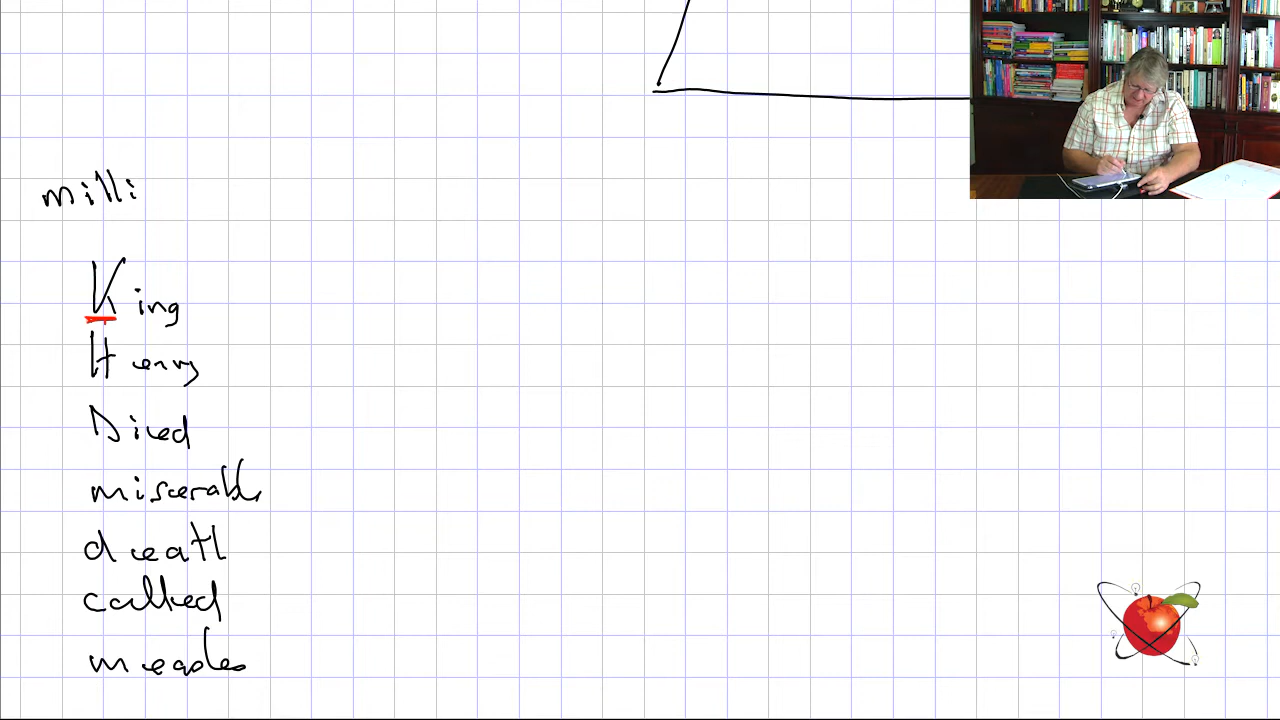 milli
King
Henry
Died
miserable
death
called
measles